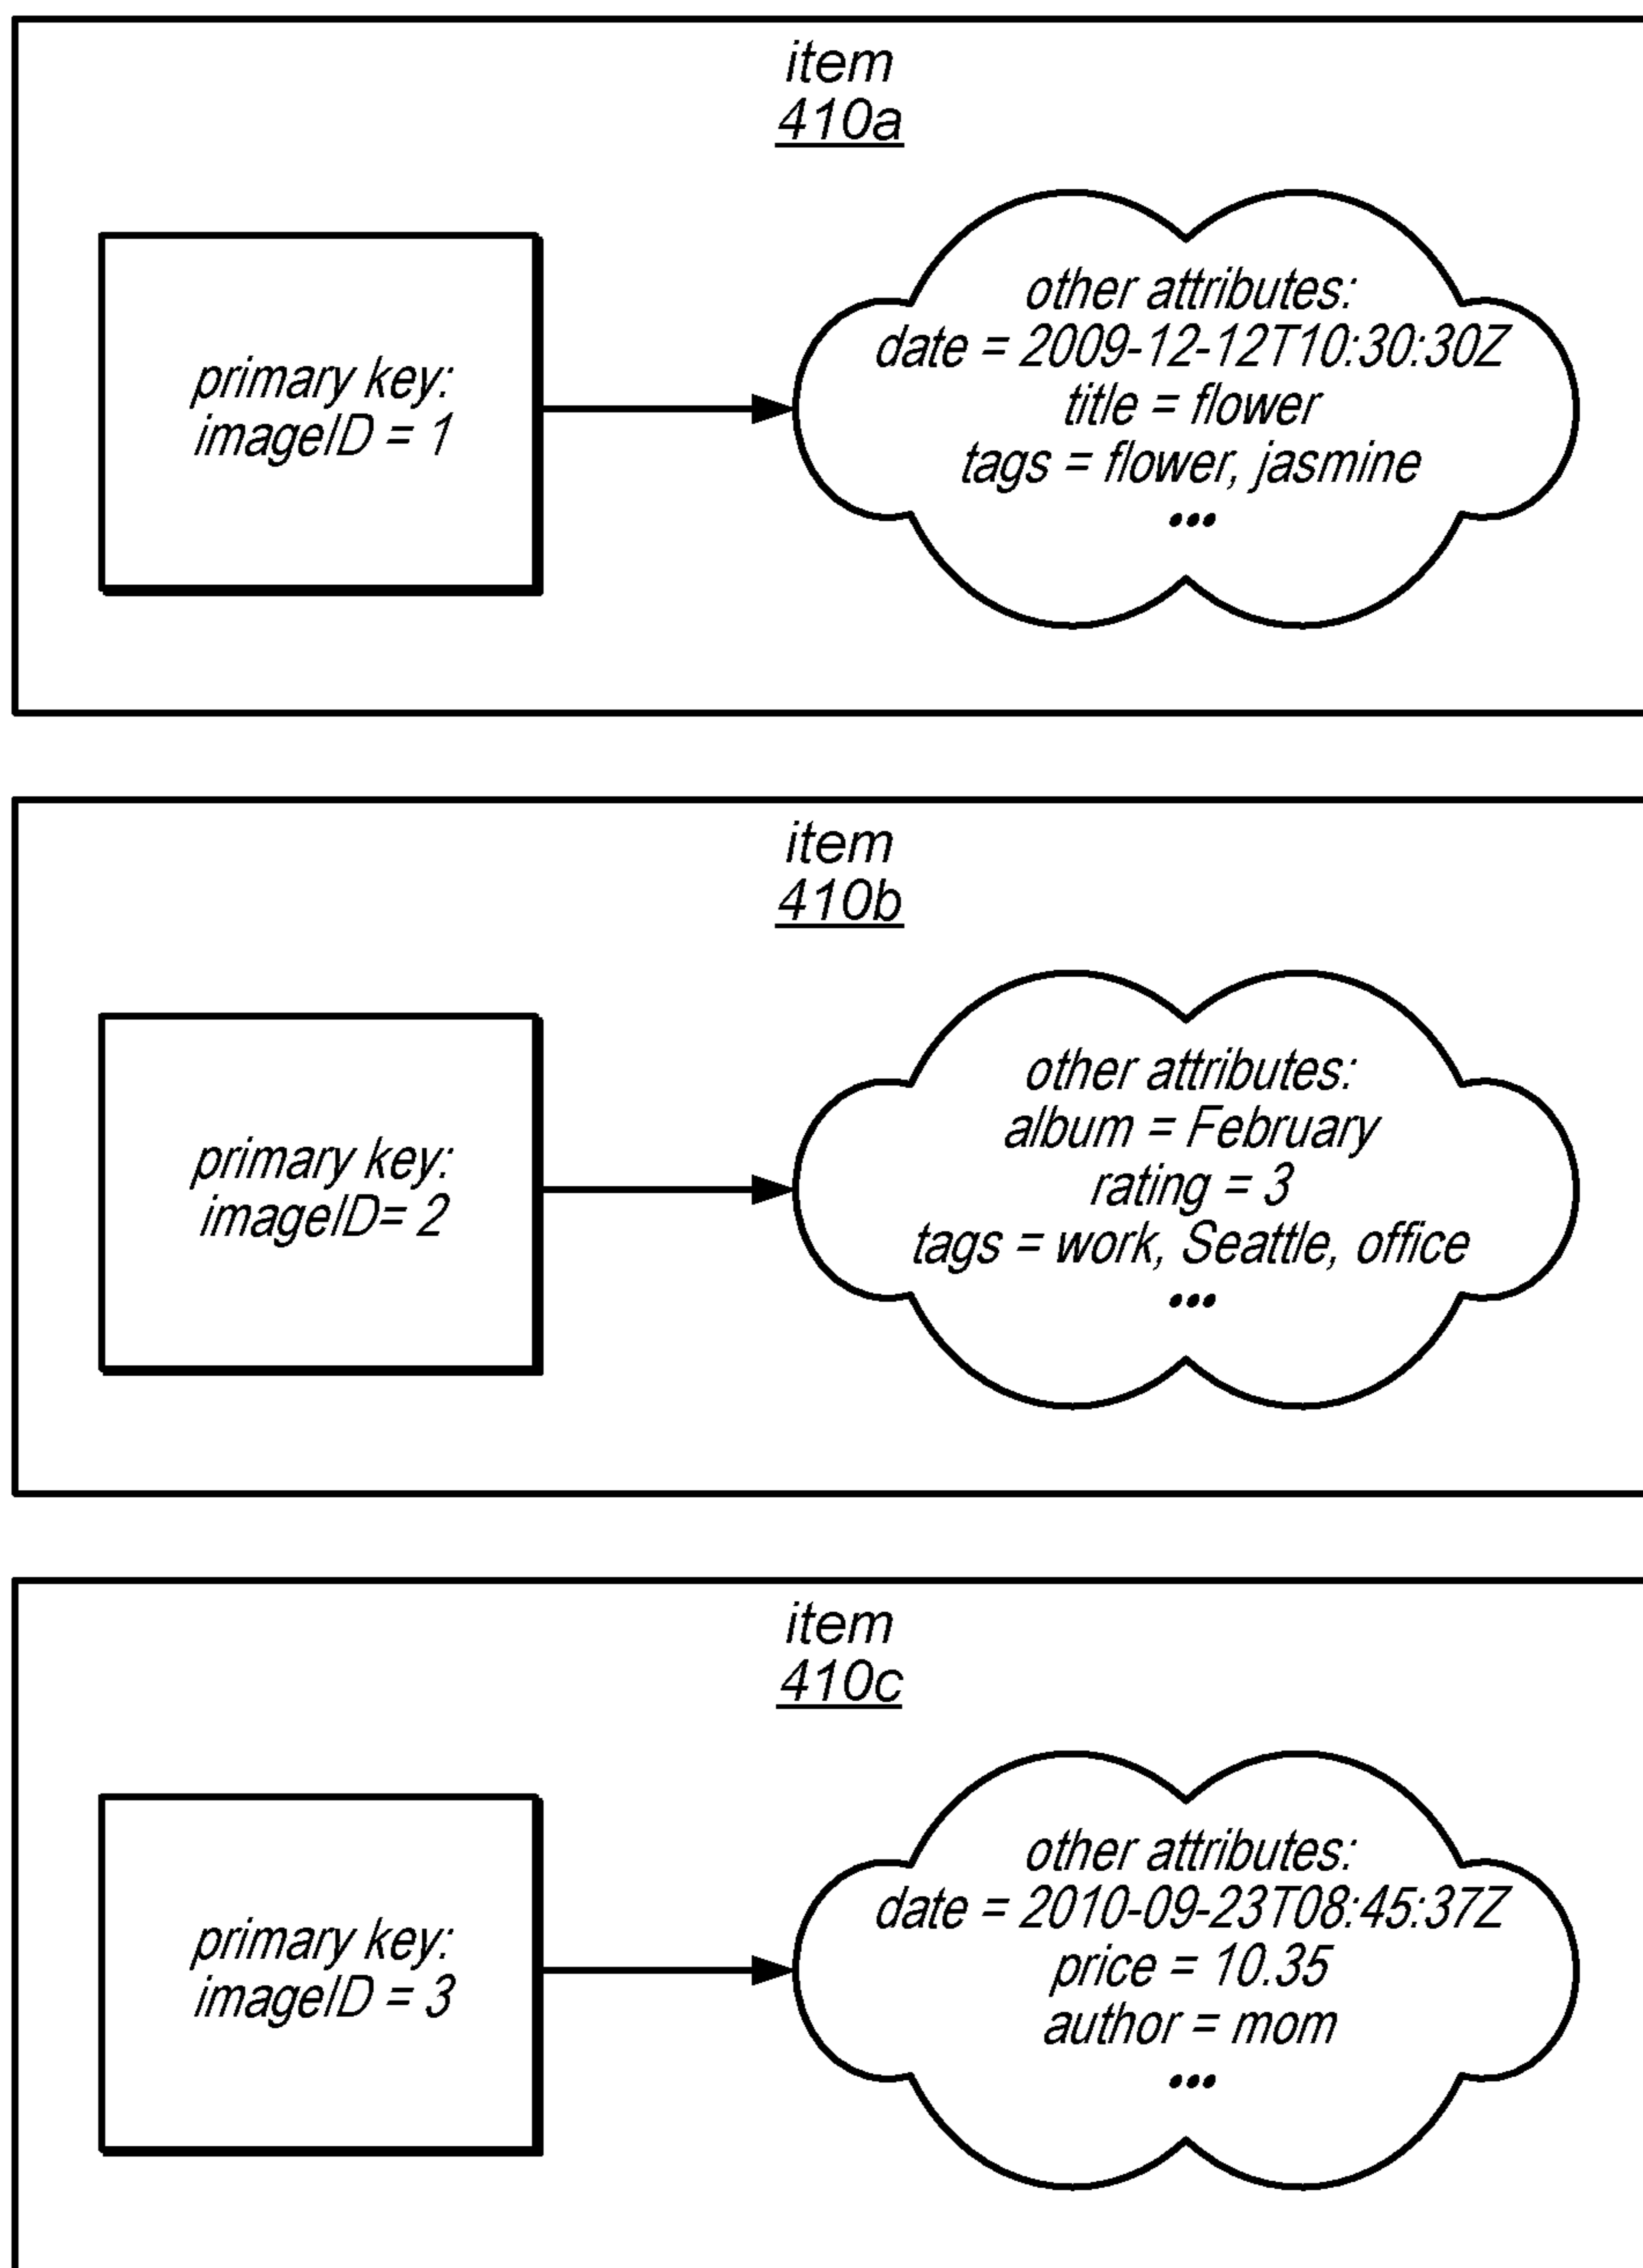 item
410a
primary key:
imageID = 1
other attributes:
date = 2009-12-12T10:30:30Z
title = flower
tags = flower, jasmine
•••
item
410b
primary key:
imageID= 2
other attributes:
album = February
rating = 3
tags = work, Seattle, office
•••
item
410c
primary key:
imageID = 3
other attributes:
date = 2010-09-23T08:45:37Z
price = 10.35
author = mom
•••